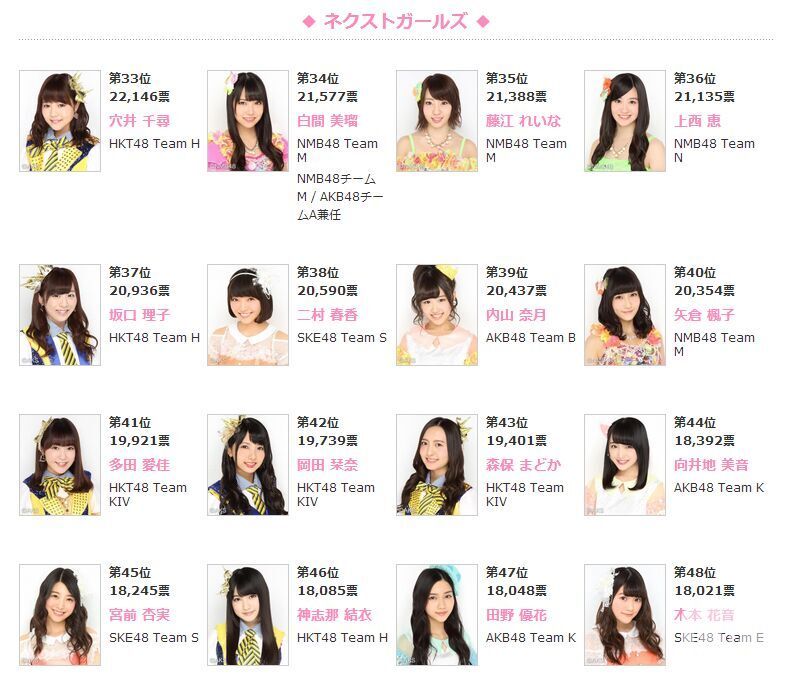 ◆ ネクストガールズ ◆
第33位
22,146票
穴井 千尋
HKT48 Team H
第34位
21,577票
白間 美瑠
NMB48 Team
M
NMB48チーム
M / AKB48チー
ムA兼任
第35位
21,388票
藤江 れいな
NMB48 Team
M
第36位
21,135票
上西 恵
NMB48 Team
N
第37位
20,936票
坂口 理子
HKT48 Team H
第38位
20,590票
二村 春香
SKE48 Team S
第39位
20,437票
内山 奈月
AKB48 Team B
第40位
20,354票
矢倉 楓子
NMB48 Team
M
第41位
19,921票
多田 愛佳
HKT48 Team
KIV
第42位
19,739票
岡田 栞奈
HKT48 Team
KIV
第43位
19,401票
森保 まどか
HKT48 Team
KIV
第44位
18,392票
向井地 美音
AKB48 Team K
第45位
18,245票
宮前 杏実
SKE48 Team S
第46位
18,085票
神志那 結衣
HKT48 Team H
第47位
18,048票
田野 優花
AKB48 Team K
第48位
18,021票
木本 花音
SKE48 Team E